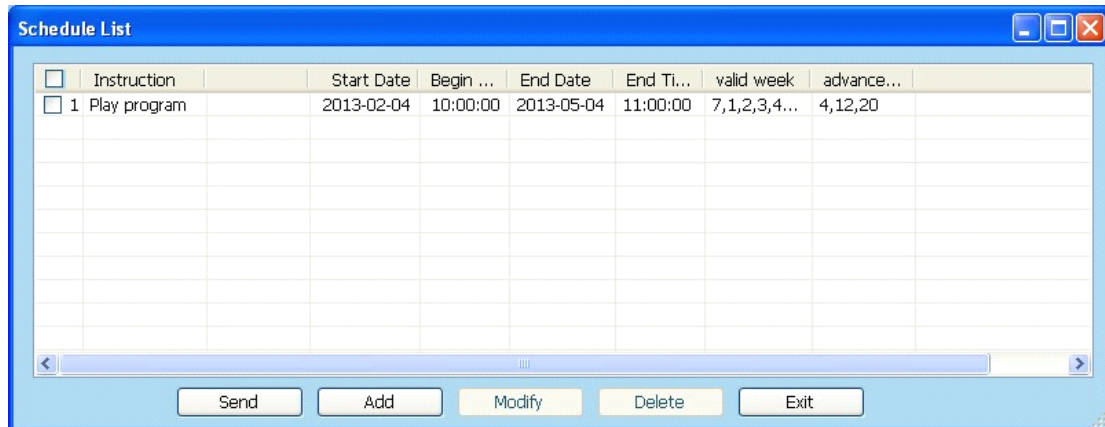 Schedule List
Instruction Start Date Begin ... End Date End Ti... valid week advance...
1 Play program 2013-02-04 10:00:00 2013-05-04 11:00:00 7,1,2,3,4... 4,12,20
Send Add Modify Delete Exit